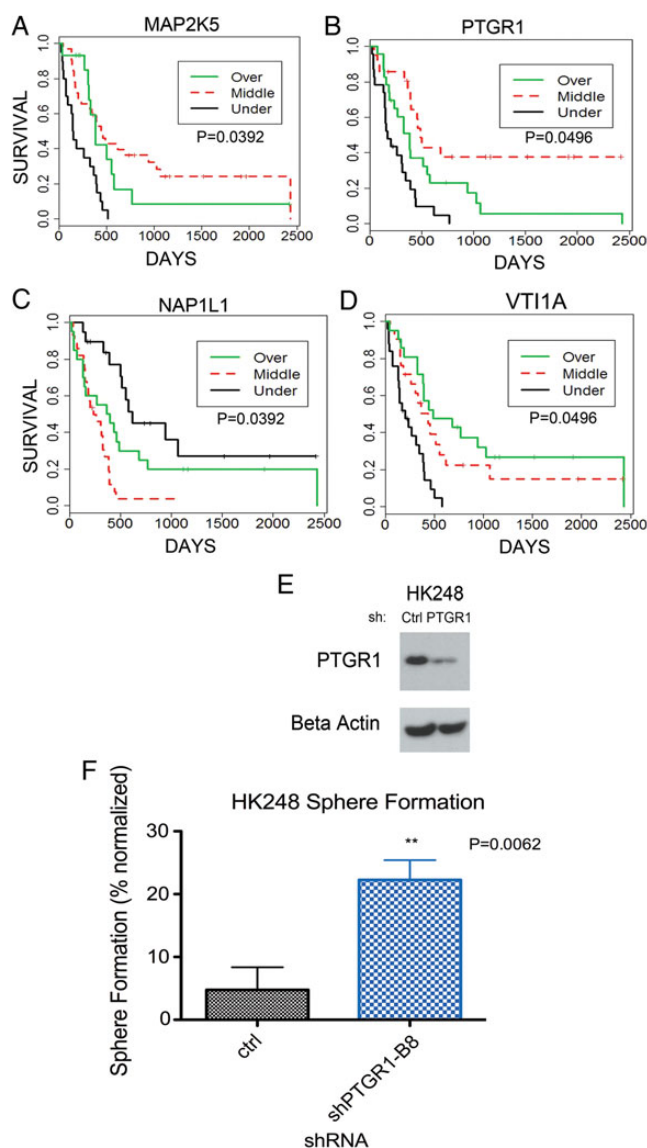 A
MAP2K5
SURVIVAL
0.0 0.2 0.4 0.6 0.8 1.0
Over
Middle
Under
P=0.0392
0 500 1000 1500 2000 2500
DAYS
B
PTGR1
0.0 0.2 0.4 0.6 0.8 1.0
Over
Middle
Under
P=0.0496
0 500 1000 1500 2000 2500
DAYS
C
NAP1L1
SURVIVAL
0.0 0.2 0.4 0.6 0.8 1.0
Over
Middle
Under
P=0.0392
0 500 1000 1500 2000 2500
DAYS
D
VTI1A
0.0 0.2 0.4 0.6 0.8 1.0
Over
Middle
Under
P=0.0496
0 500 1000 1500 2000 2500
DAYS
E
HK248
sh: Ctrl PTGR1
PTGR1
Beta Actin
F
HK248 Sphere Formation
Sphere Formation (% normalized)
30
20
10
0
**
P=0.0062
ctrl
shPTGR1-B8
shRNA